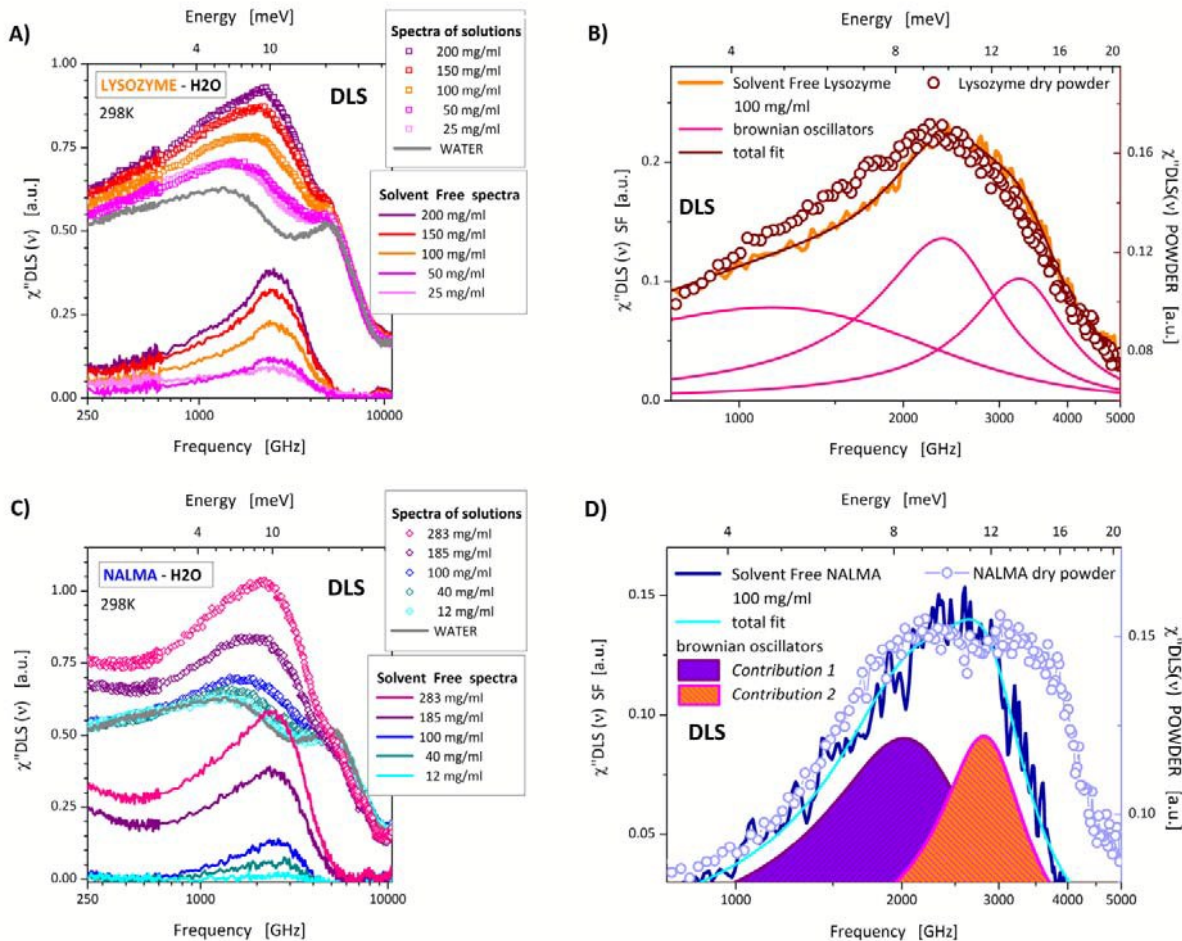 A)
Energy [meV]
4 10
Spectra of solutions
200 mg/ml
150 mg/ml
100 mg/ml
50 mg/ml
25 mg/ml
WATER
Solvent Free spectra
200 mg/ml
150 mg/ml
100 mg/ml
50 mg/ml
25 mg/ml
LYSOZYME - H2O
DLS
298K
1.00
0.75
0.50
0.25
0.00
χ''DLS (ν) [a.u.]
250 1000 10000
Frequency [GHz]
B)
Energy [meV]
4 8 12 16 20
Solvent Free Lysozyme
100 mg/ml
Lysozyme dry powder
brownian oscillators
total fit
DLS
0.2
0.1
0.0
χ''DLS (ν) SF [a.u.]
0.16
0.12
0.08
χ''DLS(ν) POWDER [a.u.]
1000 2000 3000 4000 5000
Frequency [GHz]
C)
Energy [meV]
4 10
Spectra of solutions
283 mg/ml
185 mg/ml
100 mg/ml
40 mg/ml
12 mg/ml
WATER
Solvent Free spectra
283 mg/ml
185 mg/ml
100 mg/ml
40 mg/ml
12 mg/ml
NALMA - H2O
DLS
298K
1.00
0.75
0.50
0.25
0.00
χ''DLS (ν) [a.u.]
250 1000 10000
Frequency [GHz]
D)
Energy [meV]
4 8 12 16 20
Solvent Free NALMA
100 mg/ml
NALMA dry powder
total fit
brownian oscillators
Contribution 1
Contribution 2
DLS
0.15
0.10
0.05
χ''DLS (ν) SF [a.u.]
0.15
0.10
χ''DLS(ν) POWDER [a.u.]
1000 2000 3000 4000 5000
Frequency [GHz]